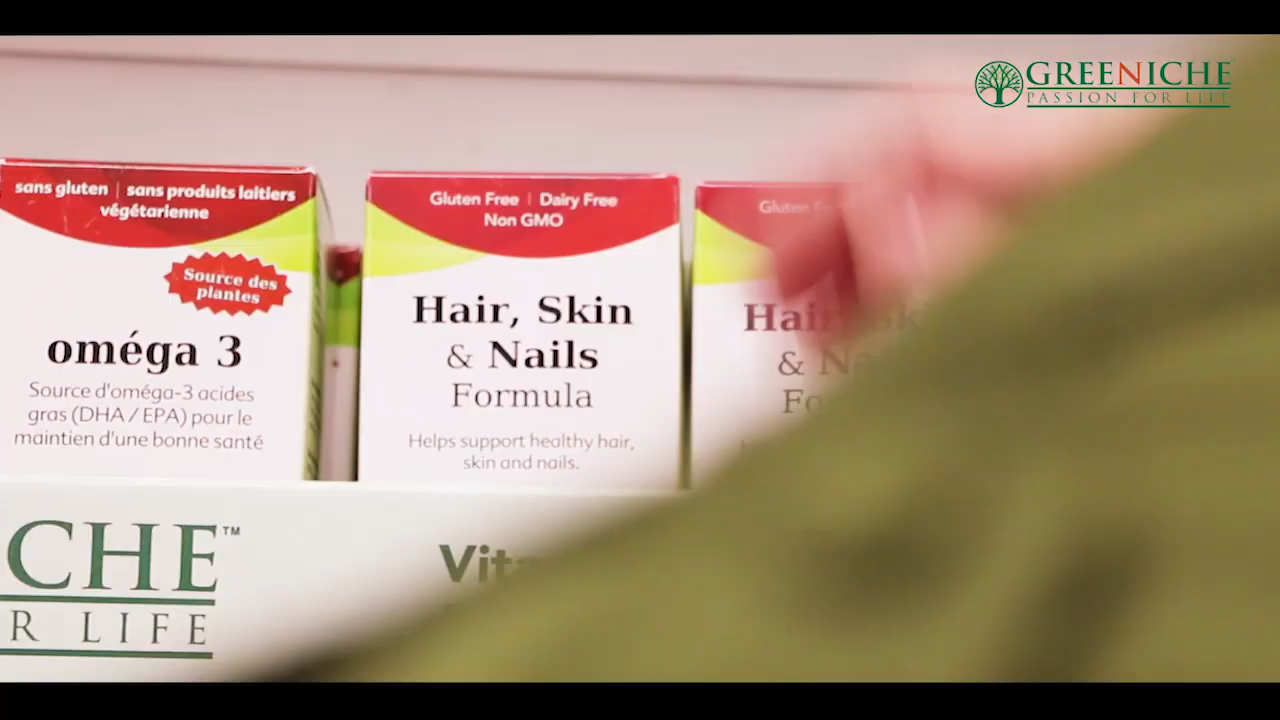 GREENICHE
PASSION FOR LIFE
sans gluten | sans produits laitiers
végétarienne
Source des
plantes
oméga 3
Source d'oméga-3 acides
gras (DHA / EPA) pour le
maintien d'une bonne santé
Gluten Free | Dairy Free
Non GMO
Hair, Skin
& Nails
Formula
Helps support healthy hair,
skin and nails.
Gluten
Hair,
&
CHE™
R LIFE